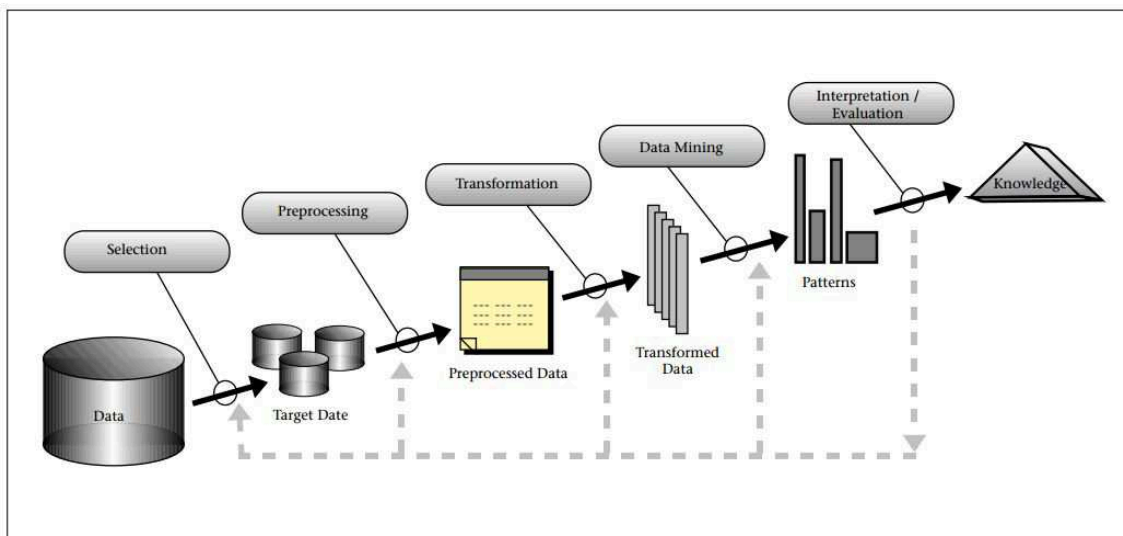 Interpretation /
Evaluation
Data Mining
Transformation
Knowledge
Preprocessing
Selection
Patterns
Transformed
Data
Preprocessed Data
Data
Target Date